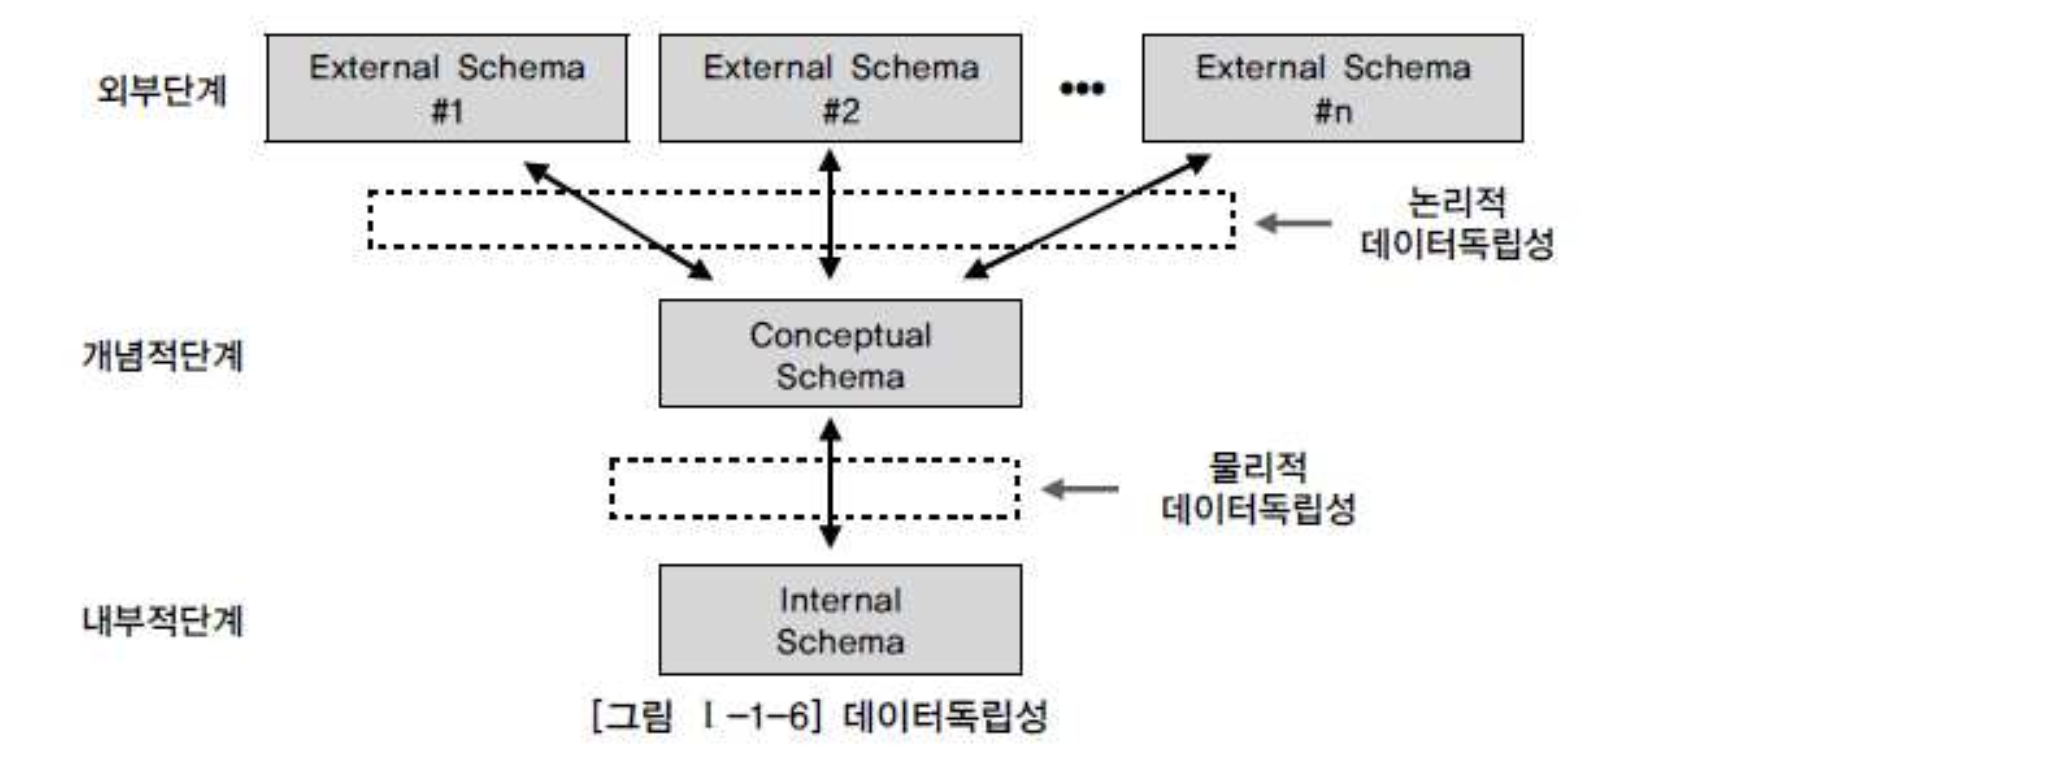 외부단계
External Schema
#1
External Schema
#2
•••
External Schema
#n
논리적
데이터독립성
개념적단계
Conceptual
Schema
물리적
데이터독립성
내부적단계
Internal
Schema
[그림 Ⅰ-1-6] 데이터독립성